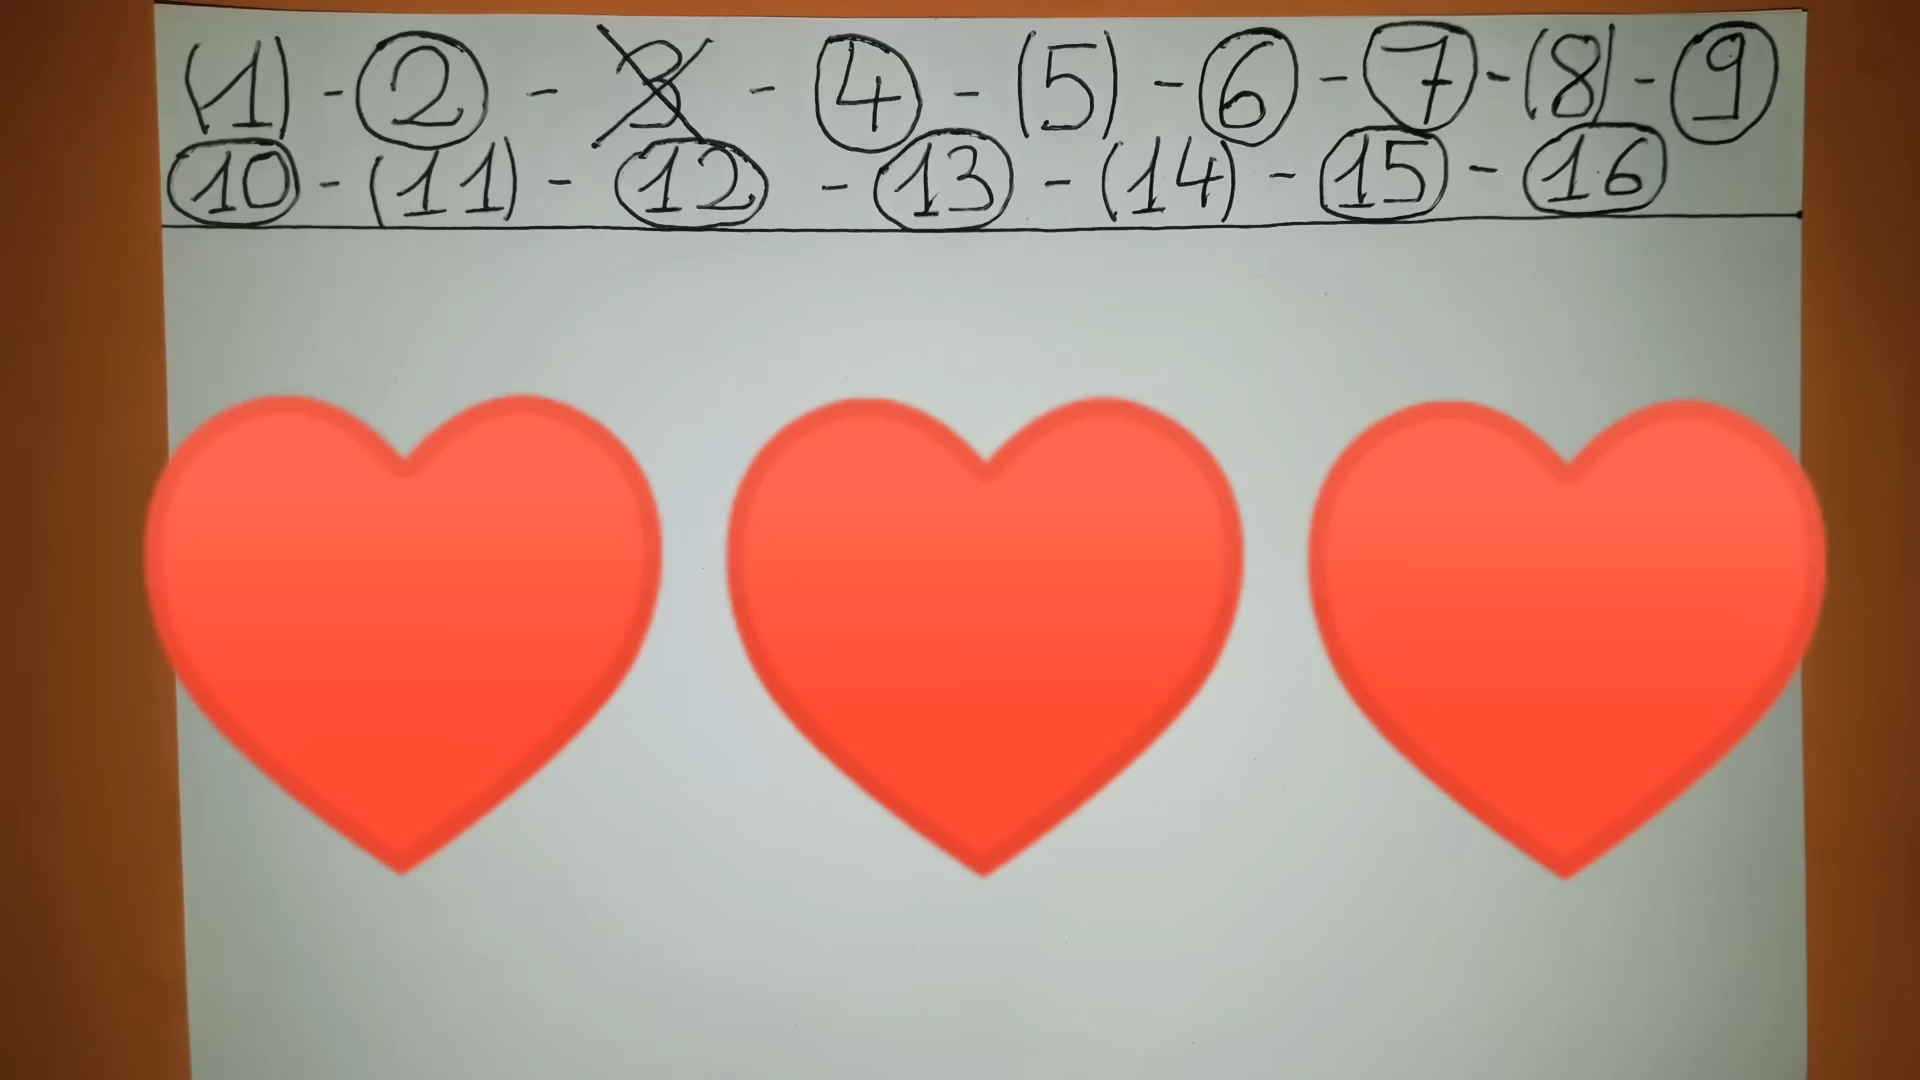 (1) - 2 - 3 - 4 - (5) - 6 - 7 - (8) - 9
10 - (11) - 12 - 13 - (14) - 15 - 16